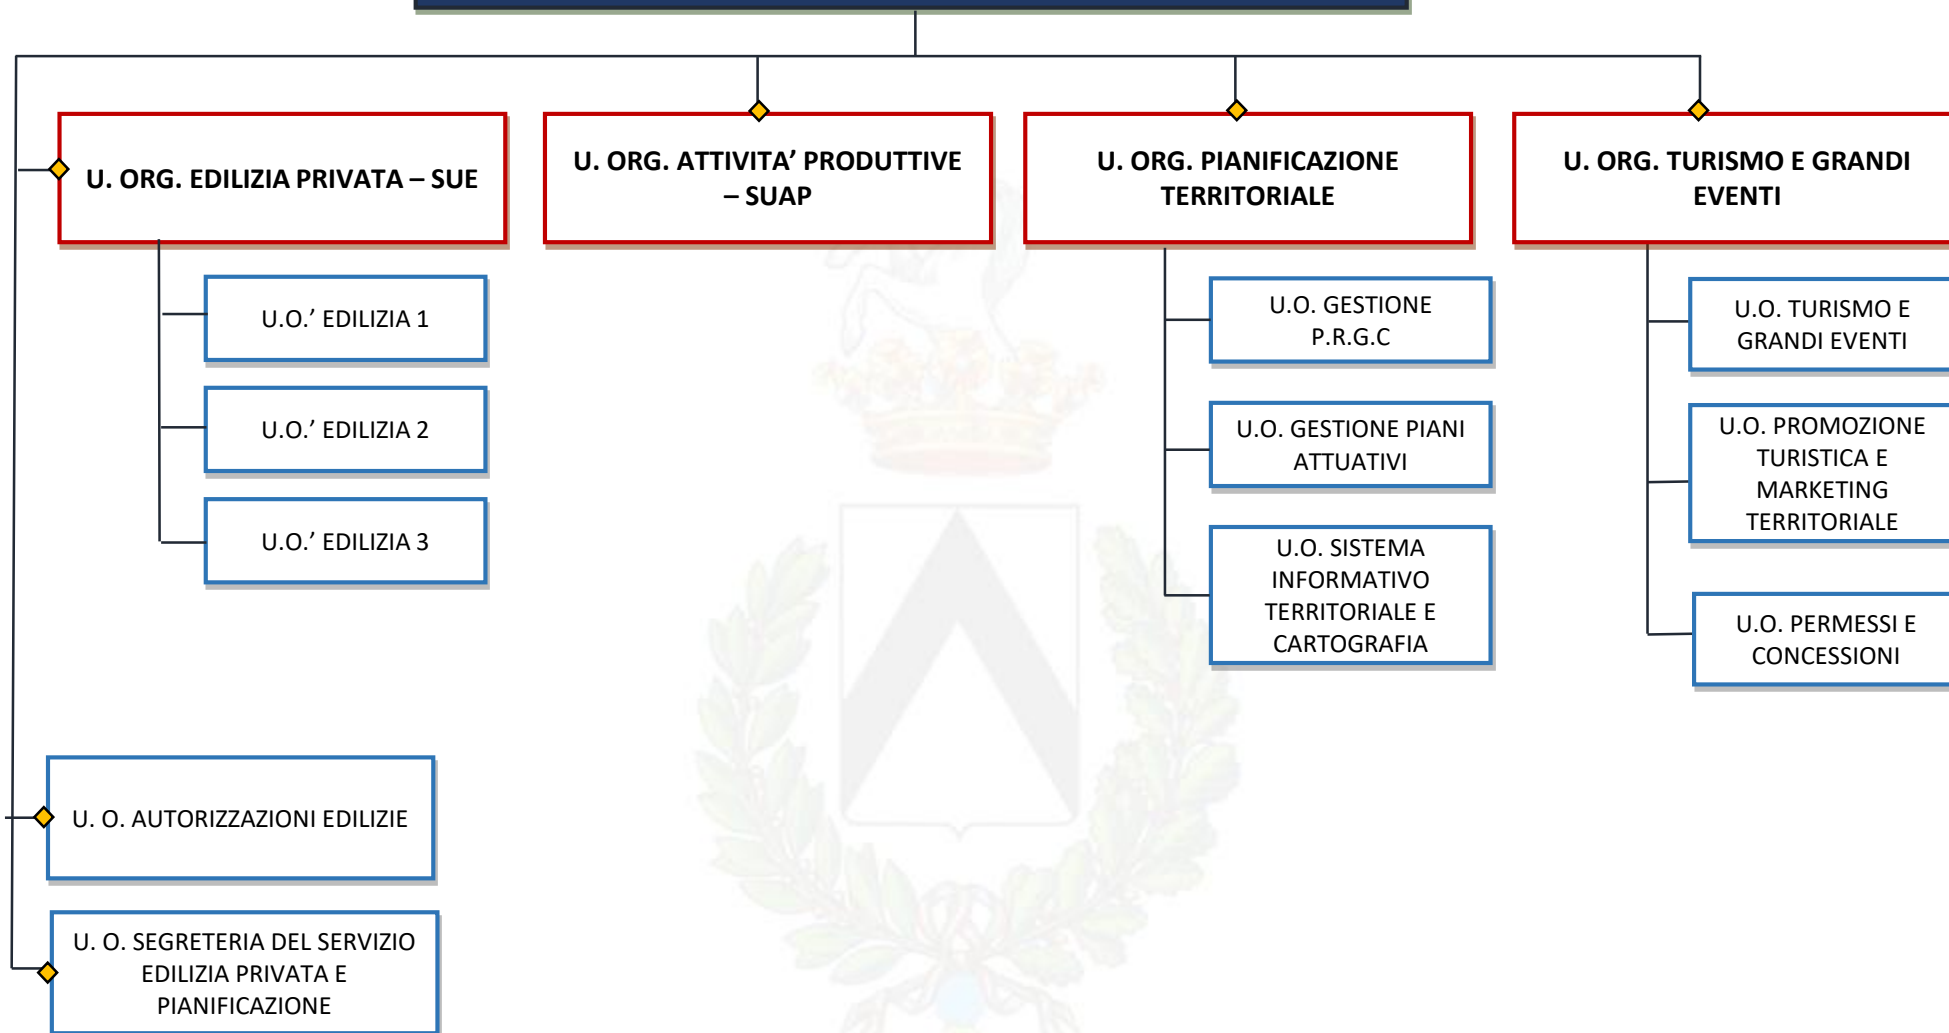 U. ORG. EDILIZIA PRIVATA – SUE
U. ORG. ATTIVITA’ PRODUTTIVE
– SUAP
U. ORG. PIANIFICAZIONE
TERRITORIALE
U. ORG. TURISMO E GRANDI
EVENTI
U.O.’ EDILIZIA 1
U.O.’ EDILIZIA 2
U.O.’ EDILIZIA 3
U.O. GESTIONE
P.R.G.C
U.O. GESTIONE PIANI
ATTUATIVI
U.O. SISTEMA
INFORMATIVO
TERRITORIALE E
CARTOGRAFIA
U.O. TURISMO E
GRANDI EVENTI
U.O. PROMOZIONE
TURISTICA E
MARKETING
TERRITORIALE
U.O. PERMESSI E
CONCESSIONI
U. O. AUTORIZZAZIONI EDILIZIE
U. O. SEGRETERIA DEL SERVIZIO
EDILIZIA PRIVATA E
PIANIFICAZIONE